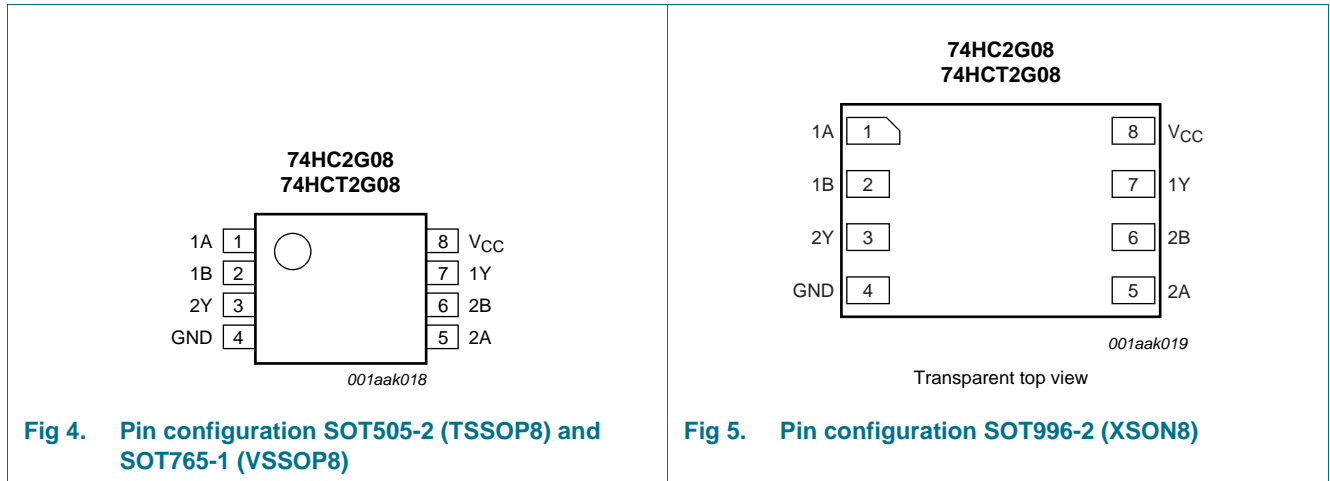 74HC2G08
74HCT2G08
1A 1 8 VCC
1B 2 7 1Y
2Y 3 6 2B
GND 4 5 2A
001aak018
Fig 4. Pin configuration SOT505-2 (TSSOP8) and
SOT765-1 (VSSOP8)
74HC2G08
74HCT2G08
1A 1 8 VCC
1B 2 7 1Y
2Y 3 6 2B
GND 4 5 2A
001aak019
Transparent top view
Fig 5. Pin configuration SOT996-2 (XSON8)